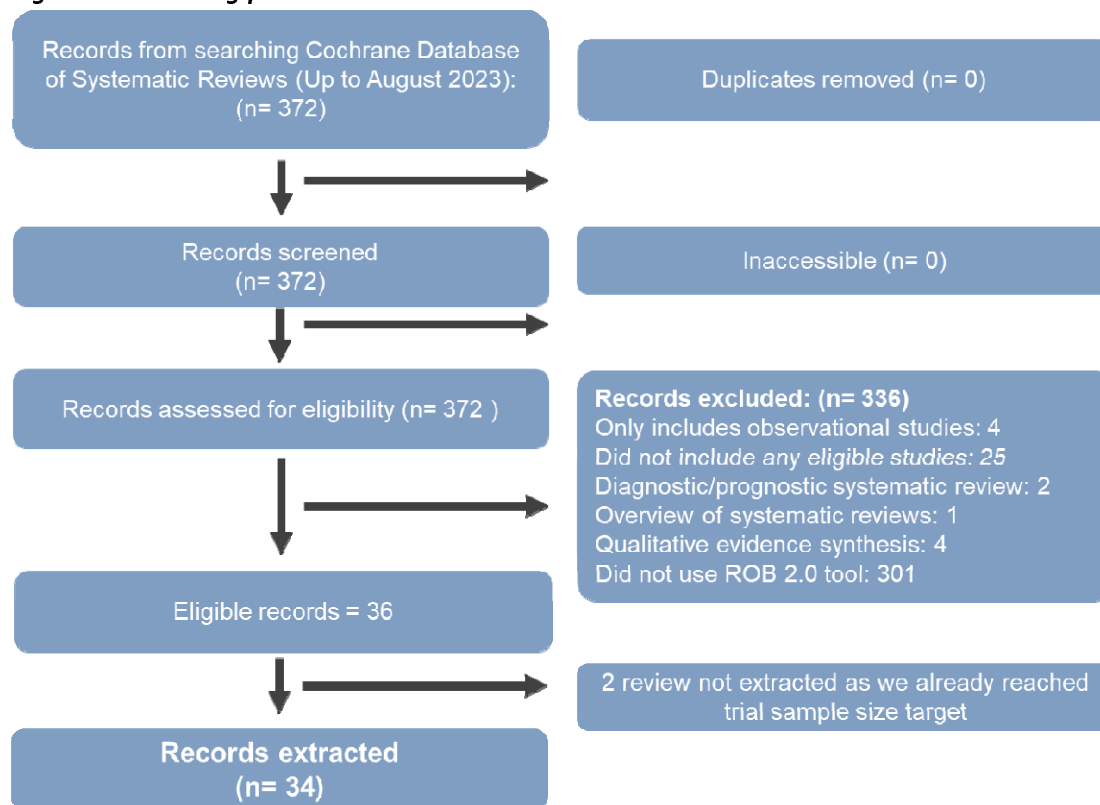 Records from searching Cochrane Database
of Systematic Reviews (Up to August 2023):
(n= 372)
Duplicates removed (n= 0)
Records screened
(n= 372)
Inaccessible (n= 0)
Records assessed for eligibility (n= 372 )
Records excluded: (n= 336)
Only includes observational studies: 4
Did not include any eligible studies: 25
Diagnostic/prognostic systematic review: 2
Overview of systematic reviews: 1
Qualitative evidence synthesis: 4
Did not use ROB 2.0 tool: 301
Eligible records = 36
2 review not extracted as we already reached
trial sample size target
Records extracted
(n= 34)